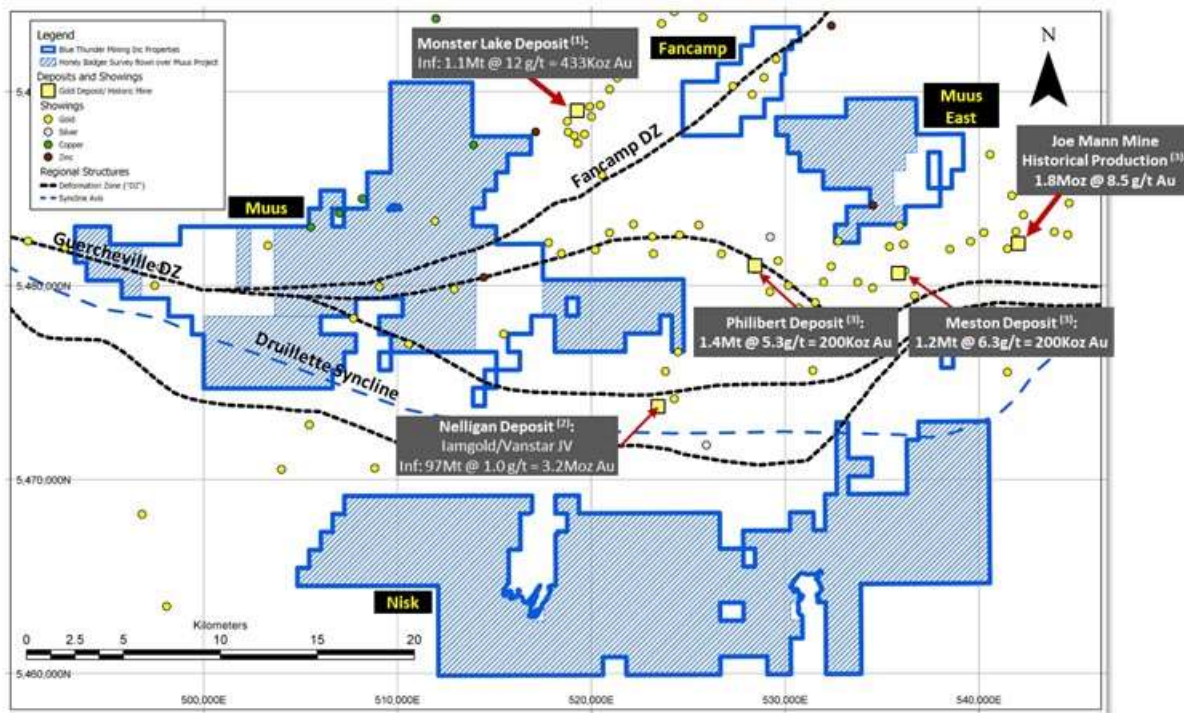 Legend
Blue Thunder Mining Inc Properties
Honey Badger Survey flown over Muus Project
Deposits and Showings
Gold Deposit/ Historic Mine
Showings
Gold
Silver
Copper
Zinc
Regional Structures
Deformation Zone ("DZ")
Syncline Axis
Monster Lake Deposit (1):
Inf: 1.1Mt @ 12 g/t = 433Koz Au
Fancamp
N
Muus
East
Joe Mann Mine
Historical Production (3)
1.8Moz @ 8.5 g/t Au
Fancamp DZ
Muus
Guercheville DZ
5,480,000N
Philibert Deposit (3):
1.4Mt @ 5.3g/t = 200Koz Au
Meston Deposit (3):
1.2Mt @ 6.3g/t = 200Koz Au
Druillette Syncline
Nelligan Deposit (2):
Iamgold/Vanstar JV
Inf: 97Mt @ 1.0 g/t = 3.2Moz Au
5,470,000N
Nisk
Kilometers
0 2.5 5 10 15 20
5,460,000N
500,000E 510,000E 520,000E 530,000E 540,000E